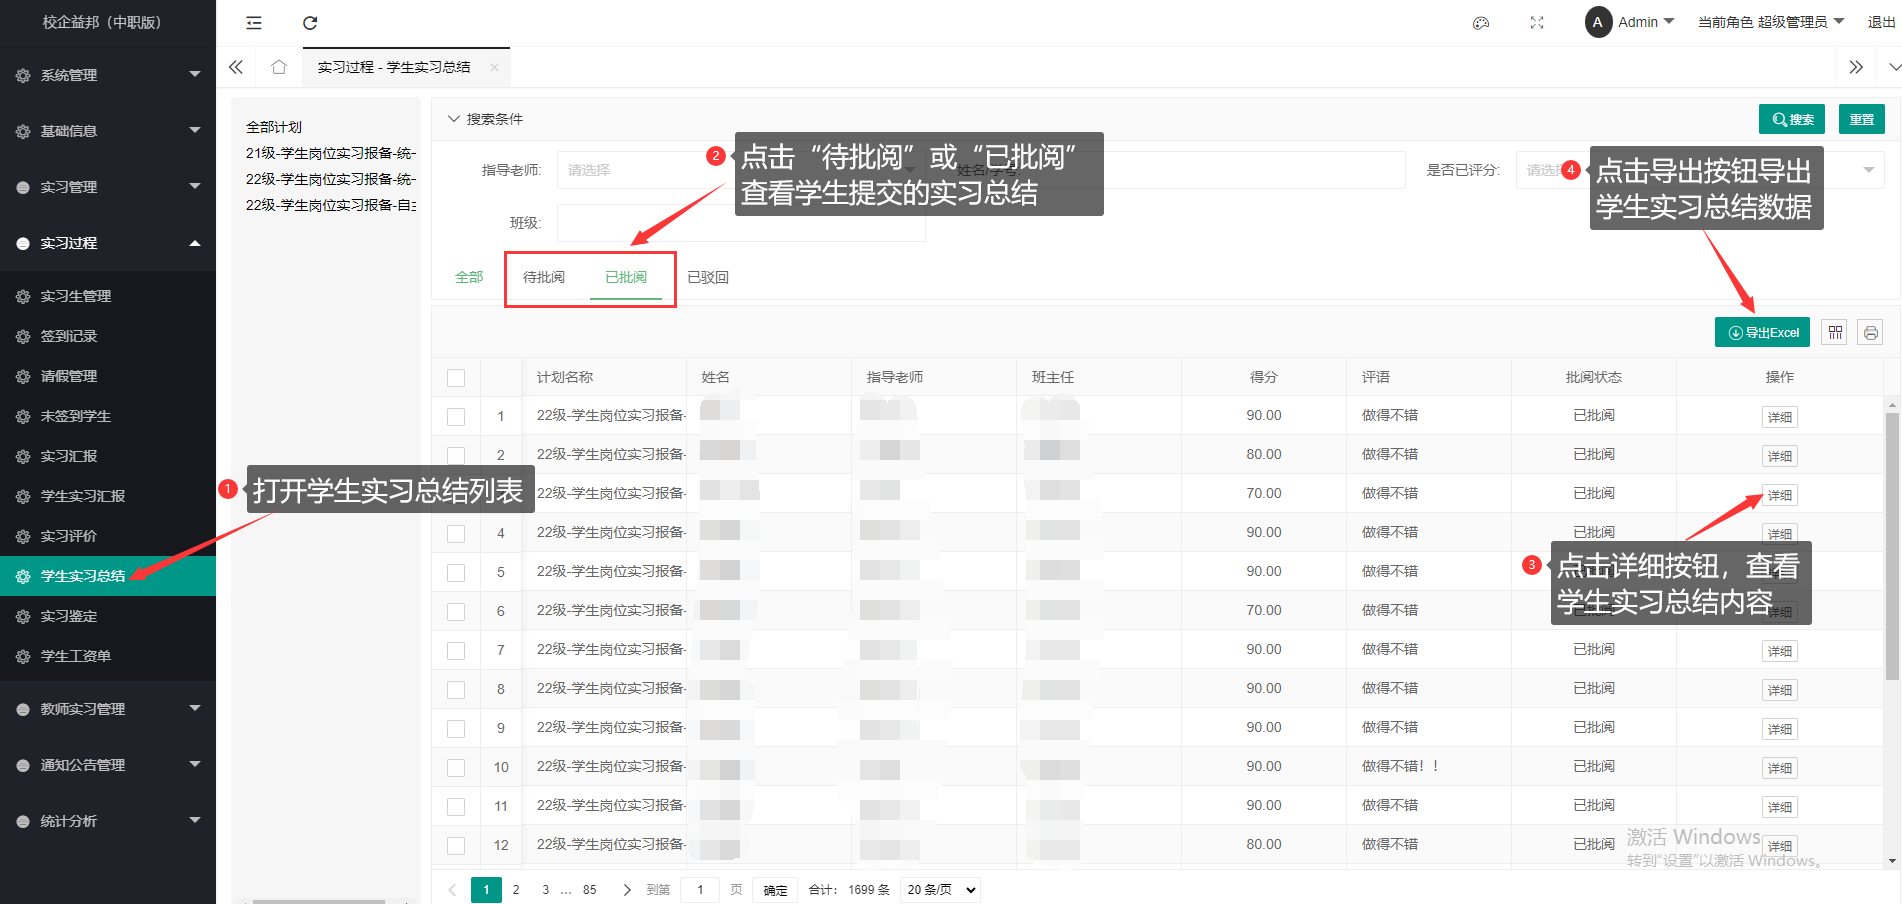 校企益邦（中职版）
A Admin 当前角色 超级管理员 退出
实习过程 - 学生实习总结
系统管理
基础信息
实习管理
实习过程
实习生管理
签到记录
请假管理
未签到学生
实习汇报
学生实习汇报
实习评价
学生实习总结
实习鉴定
学生工资单
教师实习管理
通知公告管理
统计分析
全部计划
21级-学生岗位实习报备-统一
22级-学生岗位实习报备-统一
22级-学生岗位实习报备-自主
搜索条件
搜索 重置
指导老师: 请选择
姓名/学号:
是否已评分: 请选
班级:
1 打开学生实习总结列表
2 点击“待批阅”或“已批阅”
查看学生提交的实习总结
3 点击详细按钮，查看
学生实习总结内容
4 点击导出按钮导出
学生实习总结数据
全部 待批阅 已批阅 已驳回
导出Excel
计划名称 姓名 指导老师 班主任 得分 评语 批阅状态 操作
1 22级-学生岗位实习报备- 90.00 做得不错 已批阅 详细
2 22级-学生岗位实习报备- 80.00 做得不错 已批阅 详细
22级-学生岗位实习报备- 70.00 做得不错 已批阅 详细
4 22级-学生岗位实习报备- 90.00 做得不错 已批阅 详细
5 22级-学生岗位实习报备- 90.00 做得不错
6 22级-学生岗位实习报备- 70.00 做得不错 已批阅 详细
7 22级-学生岗位实习报备- 90.00 做得不错 已批阅 详细
8 22级-学生岗位实习报备- 90.00 做得不错 已批阅 详细
9 22级-学生岗位实习报备- 90.00 做得不错 已批阅 详细
10 22级-学生岗位实习报备- 90.00 做得不错！！ 已批阅 详细
11 22级-学生岗位实习报备- 90.00 做得不错 已批阅 详细
12 22级-学生岗位实习报备- 80.00 做得不错 已批阅 详细
激活 Windows
转到“设置”以激活 Windows。
1 2 3 ... 85 到第 1 页 确定 合计： 1699 条 20 条/页